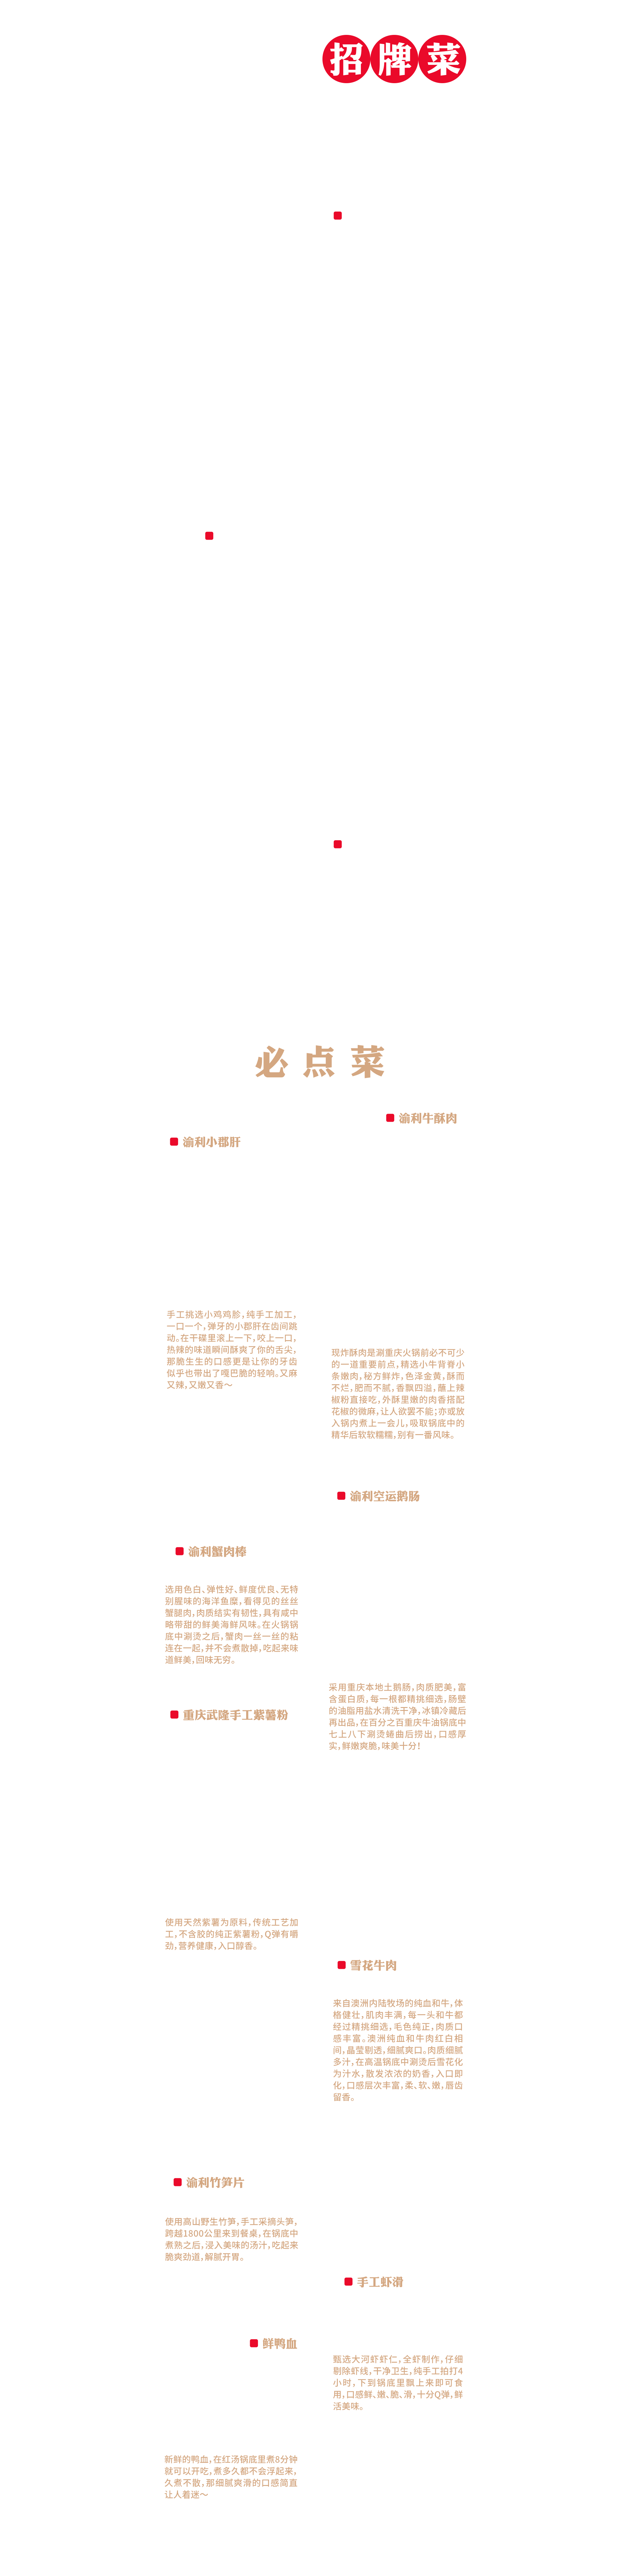 招牌菜
必点菜
渝利牛酥肉
渝利小郡肝
手工挑选小鸡鸡胗，纯手工加工，
一口一个，弹牙的小郡肝在齿间跳
动。在干碟里滚上一下，咬上一口，
热辣的味道瞬间酥爽了你的舌尖，
那脆生生的口感更是让你的牙齿
似乎也带出了嘎巴脆的轻响。又麻
又辣，又嫩又香～
现炸酥肉是涮重庆火锅前必不可少
的一道重要前点，精选小牛背脊小
条嫩肉，秘方鲜炸，色泽金黄，酥而
不烂，肥而不腻，香飘四溢，蘸上辣
椒粉直接吃，外酥里嫩的肉香搭配
花椒的微麻，让人欲罢不能；亦或放
入锅内煮上一会儿，吸取锅底中的
精华后软软糯糯，别有一番风味。
渝利空运鹅肠
渝利蟹肉棒
选用色白、弹性好、鲜度优良、无特
别腥味的海洋鱼糜，看得见的丝丝
蟹腿肉，肉质结实有韧性，具有咸中
略带甜的鲜美海鲜风味。在火锅锅
底中涮烫之后，蟹肉一丝一丝的粘
连在一起，并不会煮散掉，吃起来味
道鲜美，回味无穷。
采用重庆本地土鹅肠，肉质肥美，富
含蛋白质，每一根都精挑细选，肠壁
的油脂用盐水清洗干净，冰镇冷藏后
再出品，在百分之百重庆牛油锅底中
七上八下涮烫蜷曲后捞出，口感厚
实，鲜嫩爽脆，味美十分！
重庆武隆手工紫薯粉
使用天然紫薯为原料，传统工艺加
工，不含胶的纯正紫薯粉，Q弹有嚼
劲，营养健康，入口醇香。
雪花牛肉
来自澳洲内陆牧场的纯血和牛，体
格健壮，肌肉丰满，每一头和牛都
经过精挑细选，毛色纯正，肉质口
感丰富。澳洲纯血和牛肉红白相
间，晶莹剔透，细腻爽口。肉质细腻
多汁，在高温锅底中涮烫后雪花化
为汁水，散发浓浓的奶香，入口即
化，口感层次丰富，柔、软、嫩，唇齿
留香。
渝利竹笋片
使用高山野生竹笋，手工采摘头笋，
跨越1800公里来到餐桌，在锅底中
煮熟之后，浸入美味的汤汁，吃起来
脆爽劲道，解腻开胃。
手工虾滑
鲜鸭血
甄选大河虾虾仁，全虾制作，仔细
剔除虾线，干净卫生，纯手工拍打4
小时，下到锅底里飘上来即可食
用，口感鲜、嫩、脆、滑，十分Q弹，鲜
活美味。
新鲜的鸭血，在红汤锅底里煮8分钟
就可以开吃，煮多久都不会浮起来，
久煮不散，那细腻爽滑的口感简直
让人着迷～